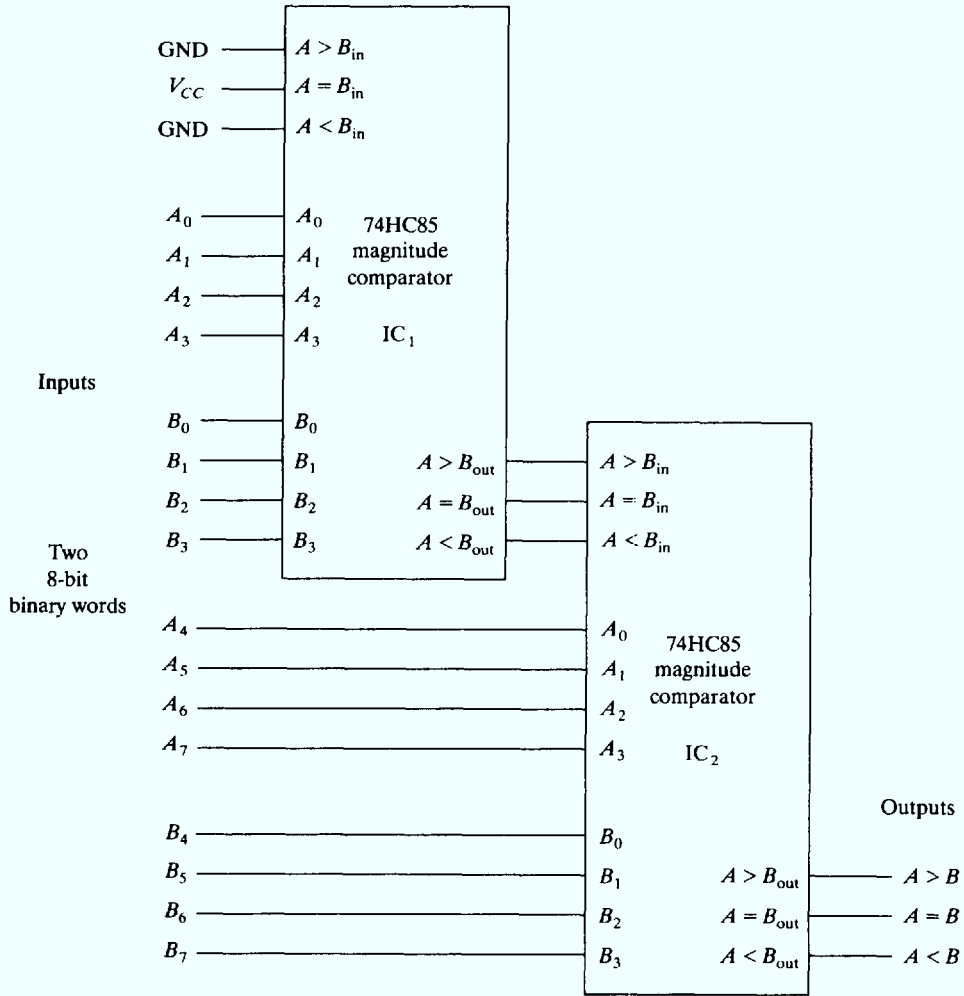 GND A > B_in
V_CC A = B_in
GND A < B_in
A_0 A_0
A_1 A_1
A_2 A_2
A_3 A_3
74HC85
magnitude
comparator
IC_1
Inputs
B_0 B_0
B_1 B_1 A > B_out
B_2 B_2 A = B_out
B_3 B_3 A < B_out
A > B_in
A = B_in
A < B_in
Two
8-bit
binary words
A_4 A_0
A_5 A_1
A_6 A_2
A_7 A_3
74HC85
magnitude
comparator
IC_2
Outputs
B_4 B_0
B_5 B_1 A > B_out A > B
B_6 B_2 A = B_out A = B
B_7 B_3 A < B_out A < B